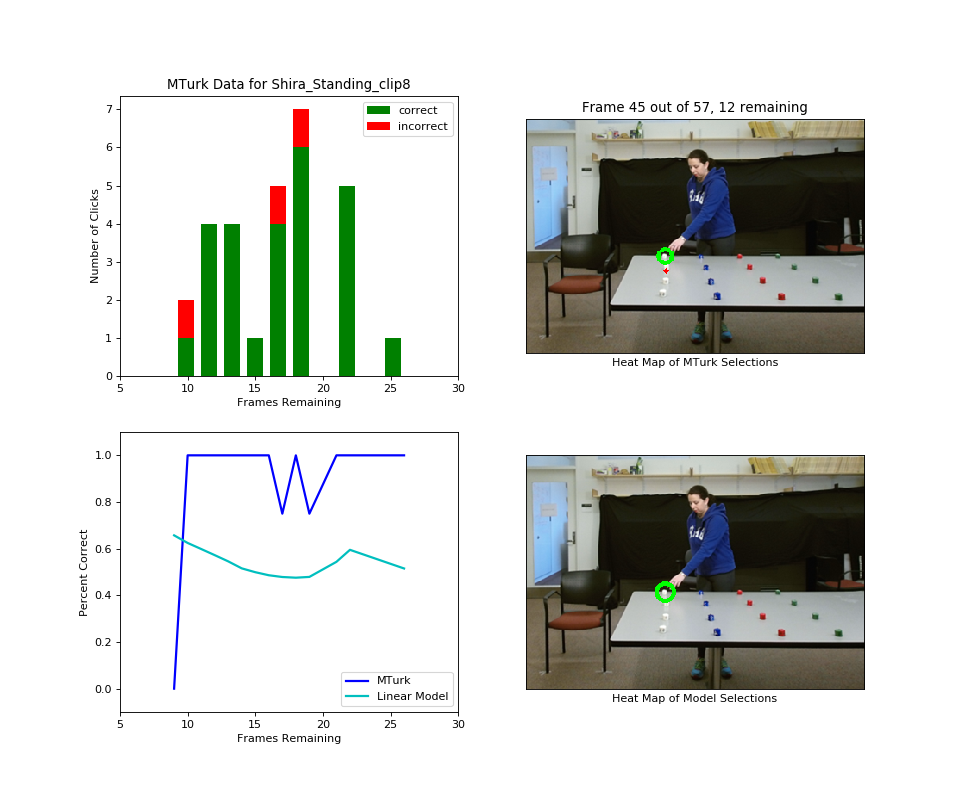 MTurk Data for Shira_Standing_clip8
7
6
5
4
3
2
1
0
Number of Clicks
correct
incorrect
5 10 15 20 25 30
Frames Remaining
Frame 45 out of 57, 12 remaining
Heat Map of MTurk Selections
1.0
0.8
0.6
0.4
0.2
0.0
Percent Correct
MTurk
Linear Model
5 10 15 20 25 30
Frames Remaining
Heat Map of Model Selections